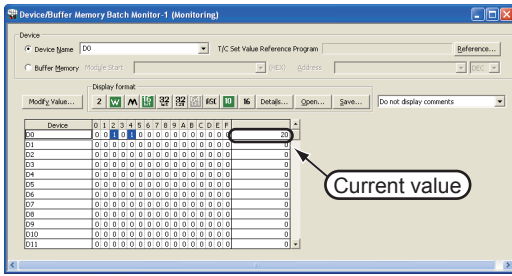 Device/Buffer Memory Batch Monitor-1 (Monitoring)
Device
Device Name D0 T/C Set Value Reference Program Reference...
Buffer Memory Module Start (HEX) Address DEC
Display format
Modify Value... 2 W M 16bit 32bit 32 64 ASC 10 16 Details... Open... Save... Do not display comments
Device 0 1 2 3 4 5 6 7 8 9 A B C D E F
D0 0 0 1 0 1 0 0 0 0 0 0 0 0 0 0 0 20
D1 0 0 0 0 0 0 0 0 0 0 0 0 0 0 0 0 0
D2 0 0 0 0 0 0 0 0 0 0 0 0 0 0 0 0 0
D3 0 0 0 0 0 0 0 0 0 0 0 0 0 0 0 0 0
D4 0 0 0 0 0 0 0 0 0 0 0 0 0 0 0 0 0
D5 0 0 0 0 0 0 0 0 0 0 0 0 0 0 0 0 0
D6 0 0 0 0 0 0 0 0 0 0 0 0 0 0 0 0 0
D7 0 0 0 0 0 0 0 0 0 0 0 0 0 0 0 0 0
D8 0 0 0 0 0 0 0 0 0 0 0 0 0 0 0 0 0
D9 0 0 0 0 0 0 0 0 0 0 0 0 0 0 0 0 0
D10 0 0 0 0 0 0 0 0 0 0 0 0 0 0 0 0 0
D11 0 0 0 0 0 0 0 0 0 0 0 0 0 0 0 0 0
Current value